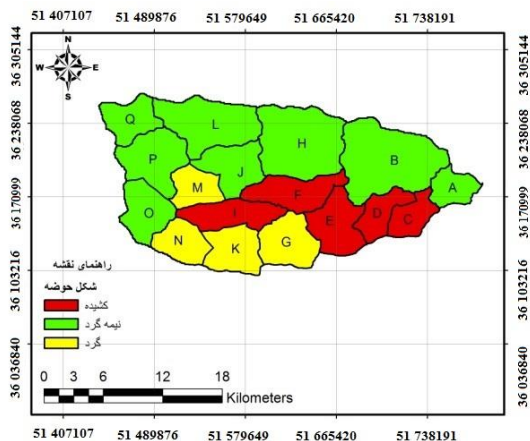 51 407107 51 489876 51 579649 51 665420 51 738191
36 305144 36 305144
N
W E
S
36 238068 36 238068
Q L H B
P J A
M F
36 170999 36 170999
O I E D C
N K G
36 103216 36 103216
راهنمای نقشه
شکل حوضه
کشیده
نیمه گرد
گرد
36 036840 36 036840
0 3 6 12 18
Kilometers
51 407107 51 489876 51 579649 51 665420 51 738191